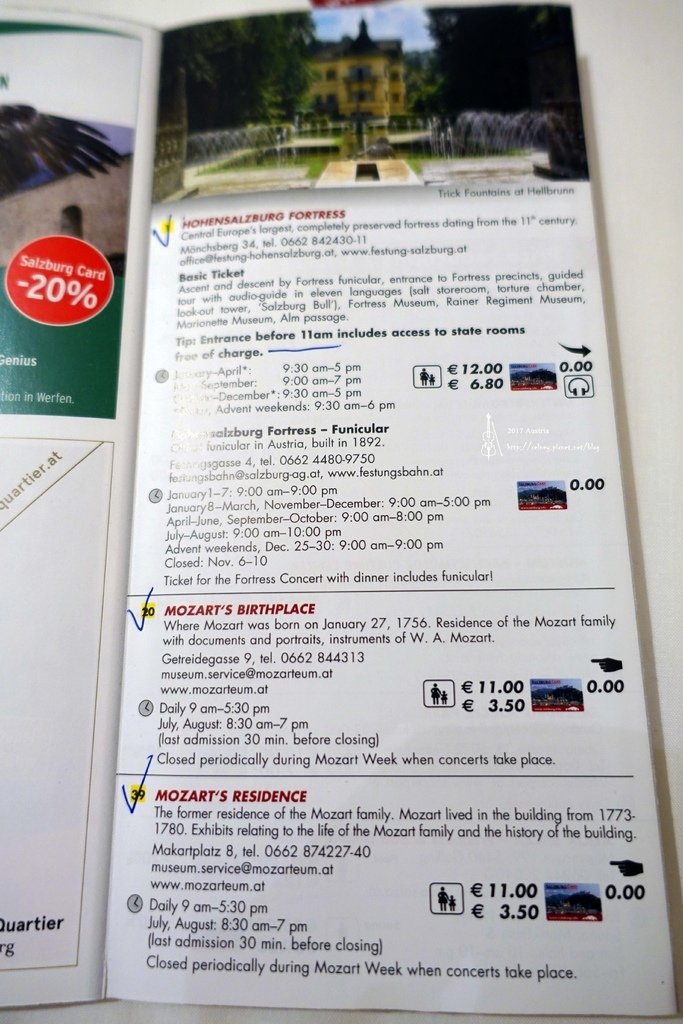 N
Salzburg Card
-20%
Genius
tion in Werfen.
quartier.at
Quartier
rg
Trick Fountains at Hellbrunn
1 HOHENSALZBURG FORTRESS
Central Europe's largest, completely preserved fortress dating from the 11th century.
Mönchsberg 34, tel. 0662 842430-11
office@festung-hohensalzburg.at, www.festung-salzburg.at
Basic Ticket
Ascent and descent by Fortress funicular, entrance to Fortress precincts, guided
tour with audio-guide in eleven languages (salt storeroom, torture chamber,
look-out tower, 'Salzburg Bull'), Fortress Museum, Rainer Regiment Museum,
Marionette Museum, Alm passage.
Tip: Entrance before 11am includes access to state rooms
free of charge.
January–April*: 9:30 am–5 pm
September: 9:00 am–7 pm
December*: 9:30 am–5 pm
Advent weekends: 9:30 am–6 pm
€ 12.00 0.00
€ 6.80
Hohensalzburg Fortress – Funicular
funicular in Austria, built in 1892.
Festungsgasse 4, tel. 0662 4480-9750
festungsbahn@salzburg-ag.at, www.festungsbahn.at
2017 Austria
January 1–7: 9:00 am–9:00 pm
January 8–March, November–December: 9:00 am–5:00 pm
April–June, September–October: 9:00 am–8:00 pm
July–August: 9:00 am–10:00 pm
Advent weekends, Dec. 25–30: 9:00 am–9:00 pm
Closed: Nov. 6–10
0.00
Ticket for the Fortress Concert with dinner includes funicular!
20 MOZART'S BIRTHPLACE
Where Mozart was born on January 27, 1756. Residence of the Mozart family
with documents and portraits, instruments of W. A. Mozart.
Getreidegasse 9, tel. 0662 844313
museum.service@mozarteum.at
www.mozarteum.at
Daily 9 am–5:30 pm
July, August: 8:30 am–7 pm
(last admission 30 min. before closing)
€ 11.00 0.00
€ 3.50
Closed periodically during Mozart Week when concerts take place.
39 MOZART'S RESIDENCE
The former residence of the Mozart family. Mozart lived in the building from 1773-
1780. Exhibits relating to the life of the Mozart family and the history of the building.
Makartplatz 8, tel. 0662 874227-40
museum.service@mozarteum.at
www.mozarteum.at
Daily 9 am–5:30 pm
July, August: 8:30 am–7 pm
(last admission 30 min. before closing)
€ 11.00 0.00
€ 3.50
Closed periodically during Mozart Week when concerts take place.